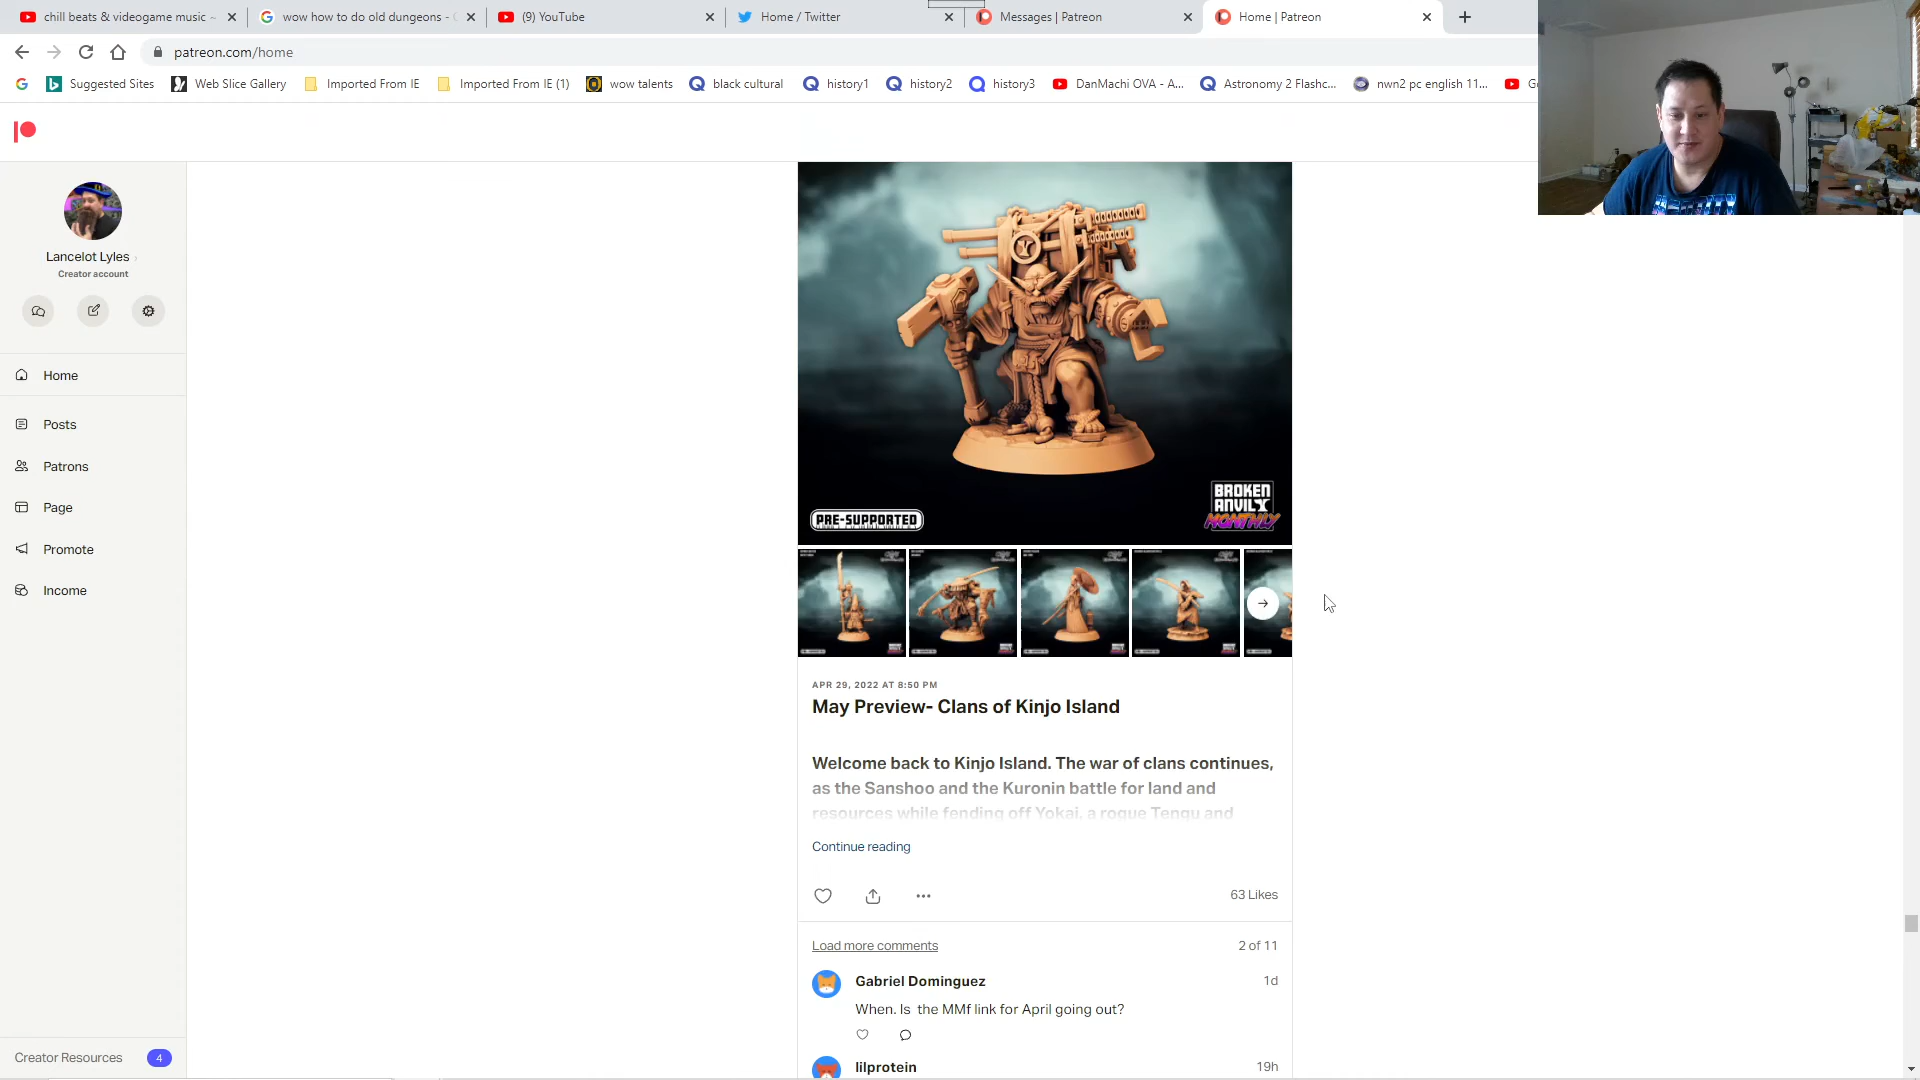 chill beats & videogame music ~
wow how to do old dungeons -
(9) YouTube
Home / Twitter
Messages | Patreon
Home | Patreon
patreon.com/home
Suggested Sites
Web Slice Gallery
Imported From IE
Imported From IE (1)
wow talents
black cultural
history1
history2
history3
DanMachi OVA - A...
Astronomy 2 Flashc...
nwn2 pc english 11...
Lancelot Lyles
Creator account
Home
Posts
Patrons
Page
Promote
Income
Creator Resources
4
PRE-SUPPORTED
BROKEN
ANVIL
MONTHLY
APR 29, 2022 AT 8:50 PM
May Preview- Clans of Kinjo Island
Welcome back to Kinjo Island. The war of clans continues,
as the Sanshoo and the Kuronin battle for land and
resources while fending off Yokai, a rogue Tengu and
Continue reading
63 Likes
Load more comments
2 of 11
Gabriel Dominguez
1d
When. Is the MMf link for April going out?
lilprotein
19h